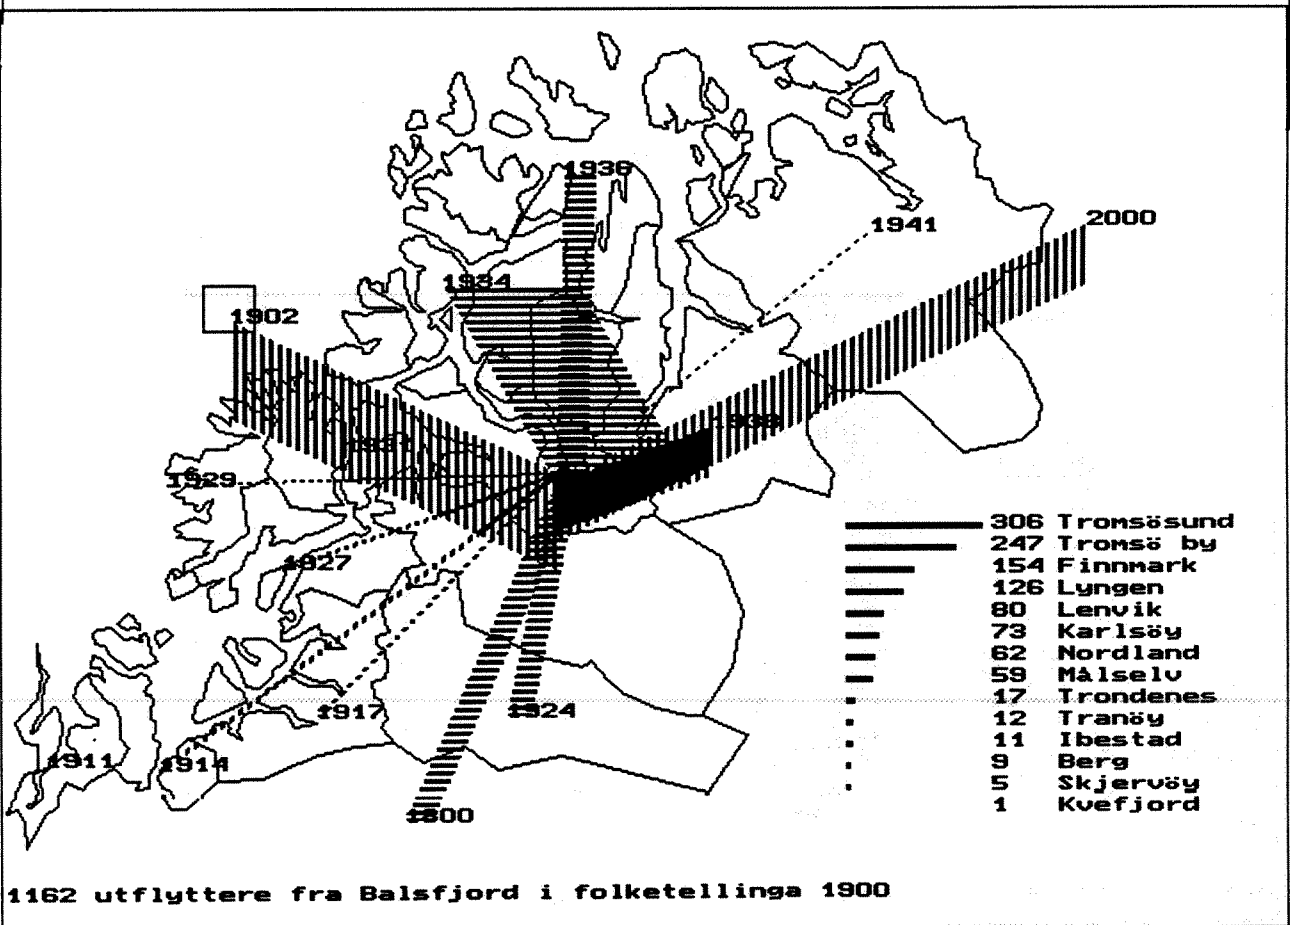 1936
1941
2000
1934
1902
1938
1931
1929
1927
1917
1924
1911
1914
1800
306 Tromsösund
247 Tromsö by
154 Finnmark
126 Lyngen
80 Lenvik
73 Karlsöy
62 Nordland
59 Målselv
17 Trondenes
12 Tranöy
11 Ibestad
9 Berg
5 Skjervöy
1 Kvefjord
1162 utflyttere fra Balsfjord i folketellinga 1900